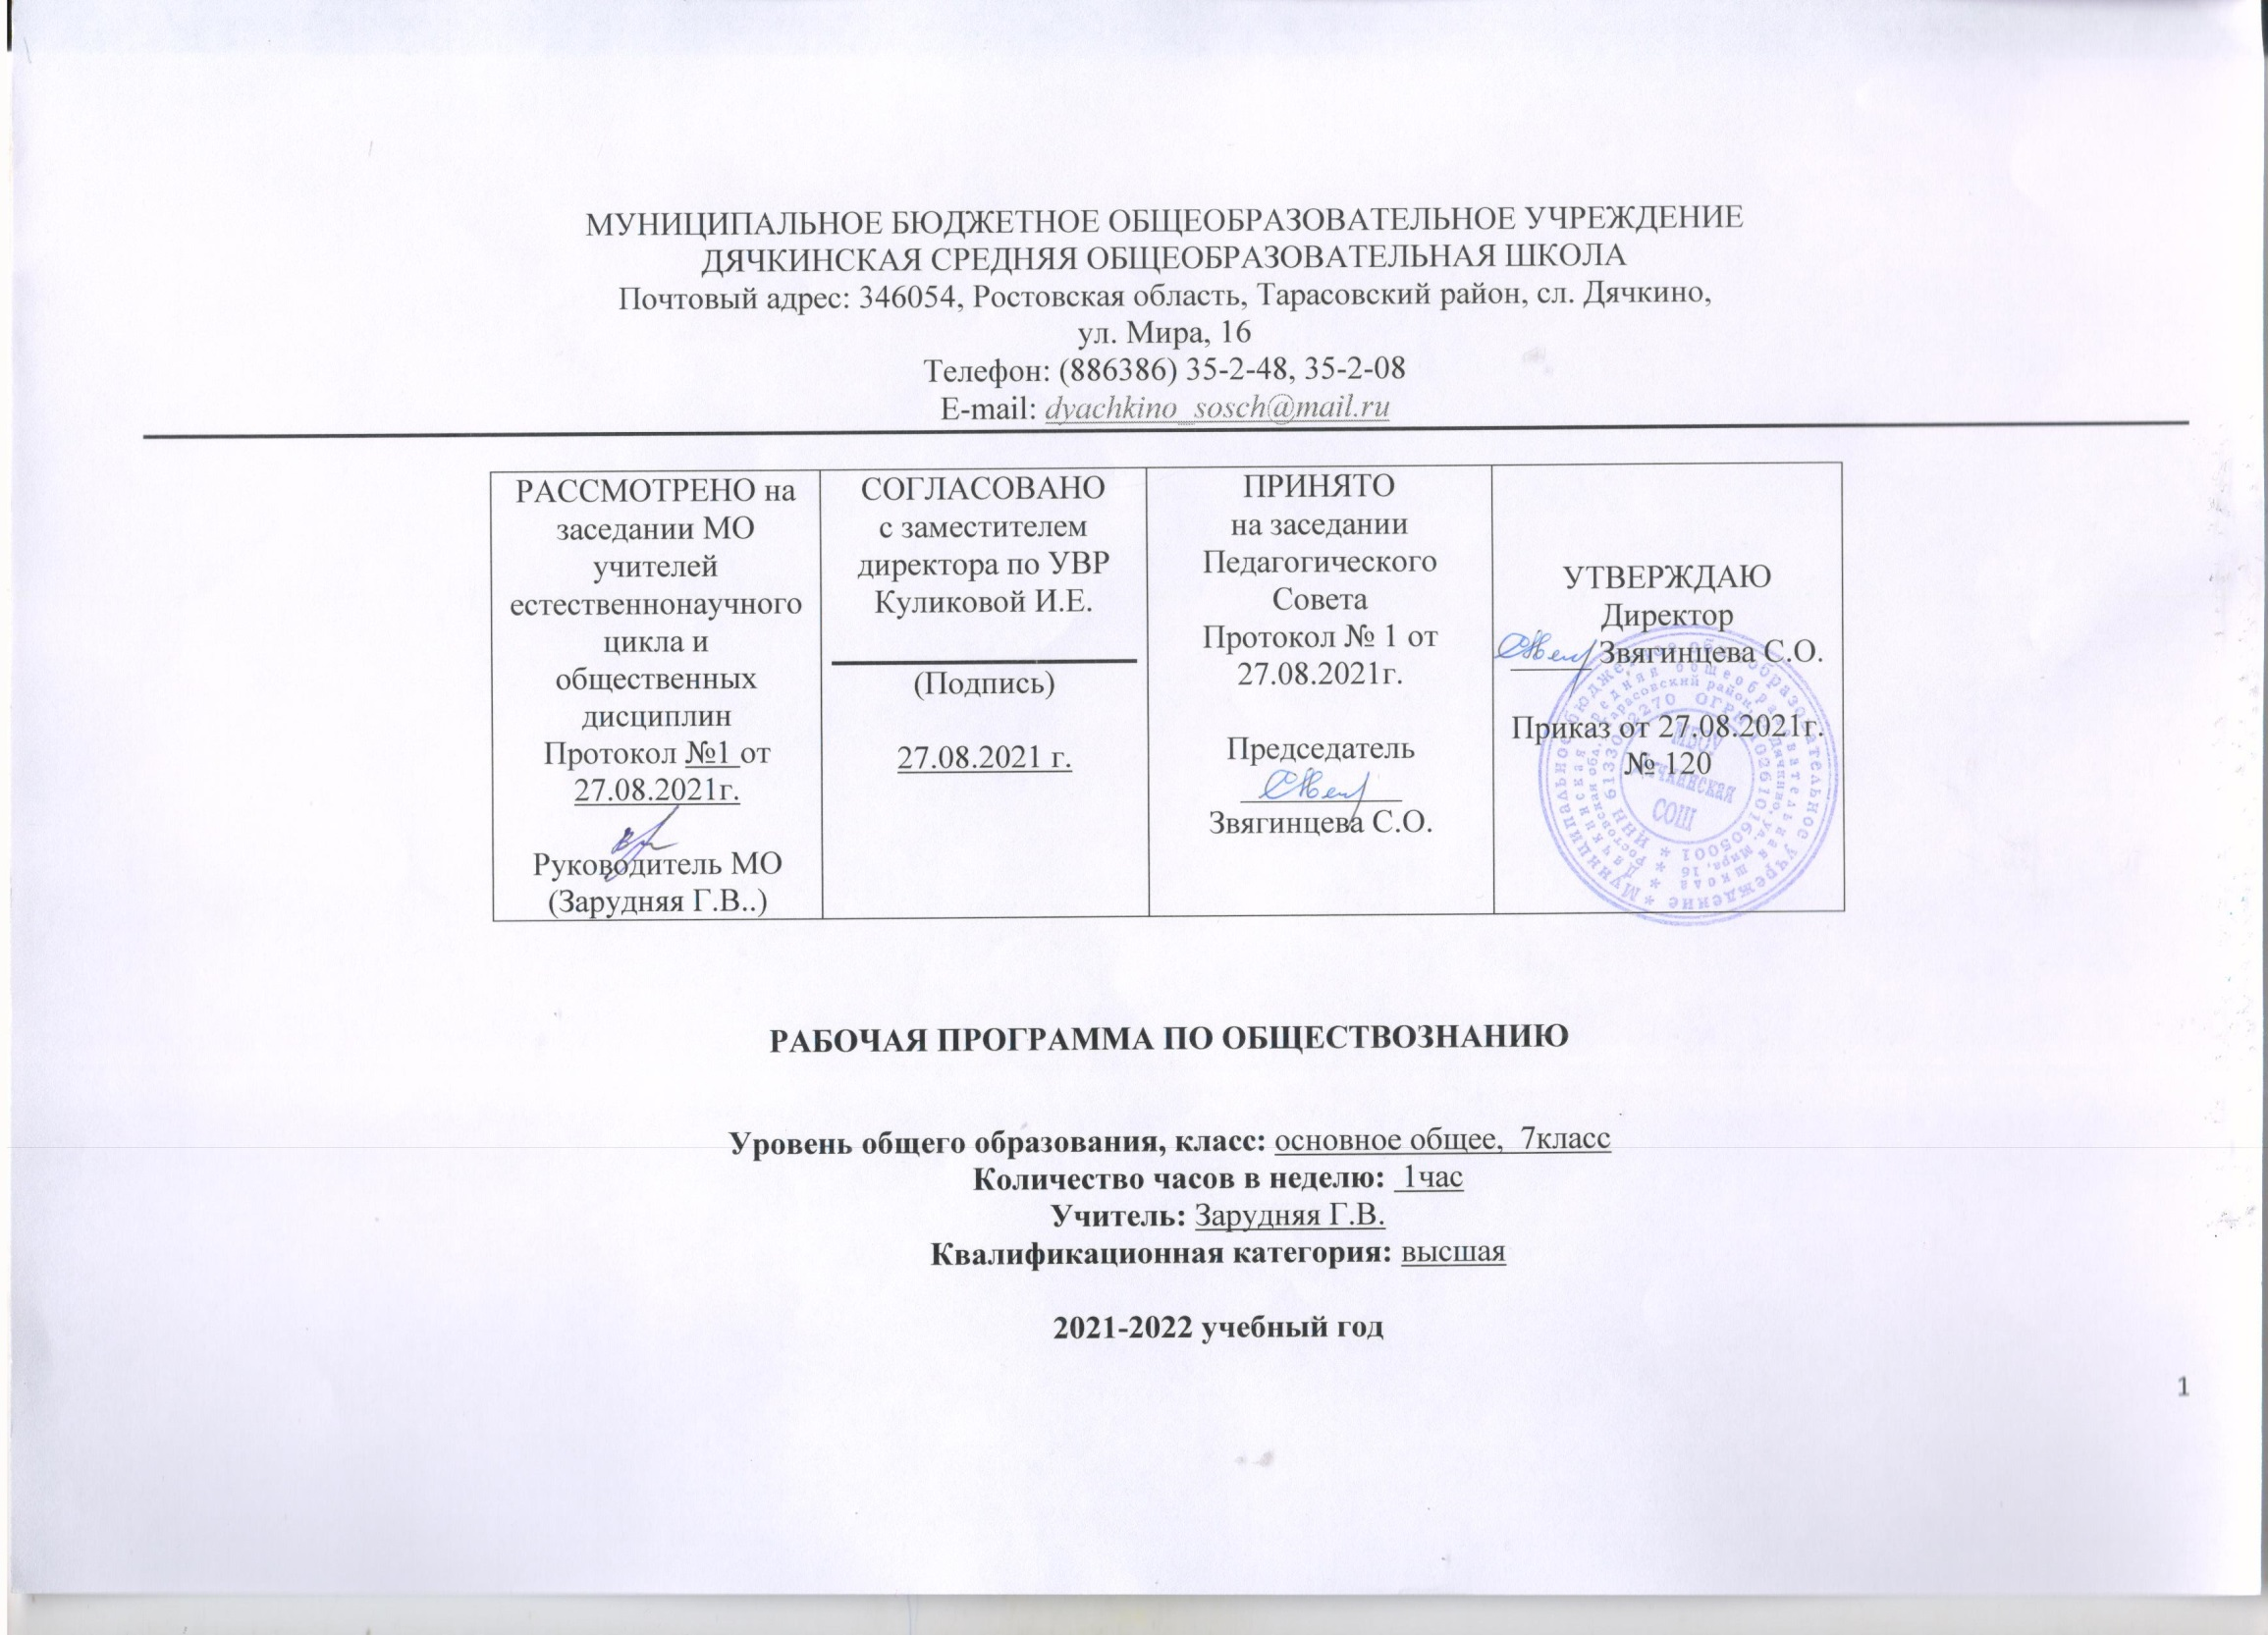 МУНИЦИПАЛЬНОЕ БЮДЖЕТНОЕ ОБЩЕОБРАЗОВАТЕЛЬНОЕ УЧРЕЖДЕНИЕ
ДЯЧКИНСКАЯ СРЕДНЯЯ ОБЩЕОБРАЗОВАТЕЛЬНАЯ ШКОЛА
Почтовый адрес: 346054, Ростовская область, Тарасовский район, сл. Дячкино,
ул. Мира, 16
Телефон: (886386) 35-2-48, 35-2-08
E-mail: dyachkino_sosch@mail.ru
РАССМОТРЕНО на
заседании МО
учителей
естественнонаучного
цикла и
общественных
дисциплин
Протокол №1 от
27.08.2021г.
Руководитель МО
(Зарудняя Г.В..)
СОГЛАСОВАНО
с заместителем
директора по УВР
Куликовой И.Е.
(Подпись)
27.08.2021 г.
ПРИНЯТО
на заседании
Педагогического
Совета
Протокол № 1 от
27.08.2021г.
Председатель
Звягинцева С.О.
УТВЕРЖДАЮ
Директор
Звягинцева С.О.
Приказ от 27.08.2021г.
№ 120
МБОУ
Дячкинская
СОШ
РАБОЧАЯ ПРОГРАММА ПО ОБЩЕСТВОЗНАНИЮ
Уровень общего образования, класс: основное общее, 7класс
Количество часов в неделю: 1час
Учитель: Зарудняя Г.В.
Квалификационная категория: высшая
2021-2022 учебный год
1